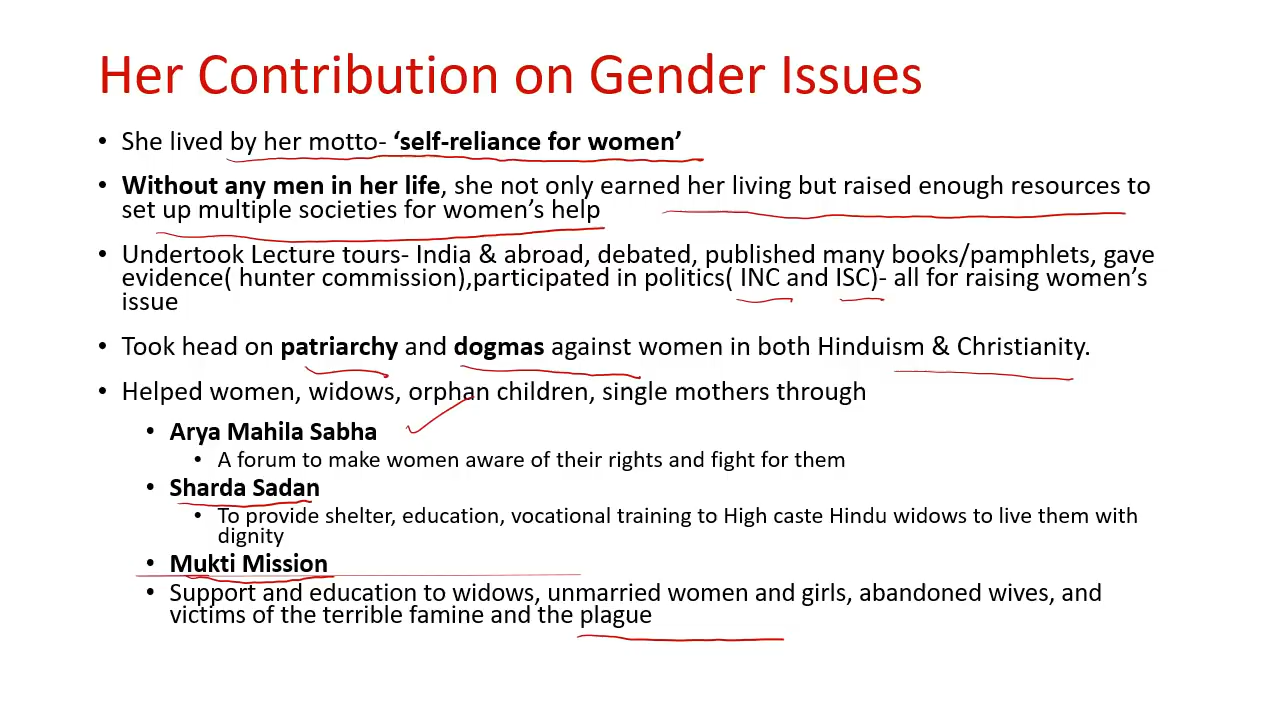 Her Contribution on Gender Issues
• She lived by her motto- ‘self-reliance for women’
• Without any men in her life, she not only earned her living but raised enough resources to
set up multiple societies for women’s help
• Undertook Lecture tours- India & abroad, debated, published many books/pamphlets, gave
evidence( hunter commission),participated in politics( INC and ISC)- all for raising women’s
issue
• Took head on patriarchy and dogmas against women in both Hinduism & Christianity.
• Helped women, widows, orphan children, single mothers through
• Arya Mahila Sabha
• A forum to make women aware of their rights and fight for them
• Sharda Sadan
• To provide shelter, education, vocational training to High caste Hindu widows to live them with
dignity
• Mukti Mission
• Support and education to widows, unmarried women and girls, abandoned wives, and
victims of the terrible famine and the plague